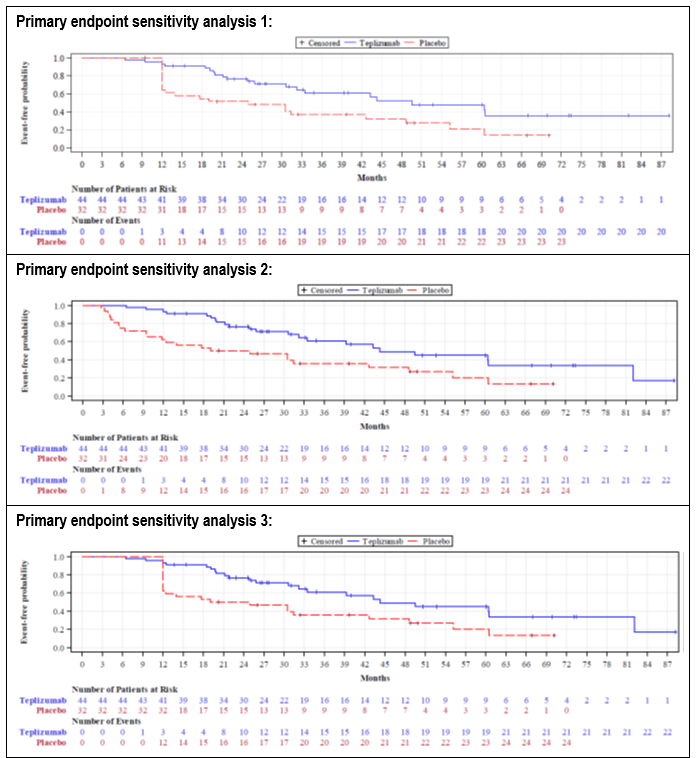 Primary endpoint sensitivity analysis 1:
+ Censored Teplizumab Placebo
Event-free probability
1.0
0.8
0.6
0.4
0.2
0.0
0 3 6 9 12 15 18 21 24 27 30 33 36 39 42 45 48 51 54 57 60 63 66 69 72 75 78 81 84 87
Months
Number of Patients at Risk
Teplizumab 44 44 44 43 41 39 38 34 30 24 22 19 16 16 14 12 12 10 9 9 9 6 6 5 4 2 2 2 1 1
Placebo 32 32 32 32 31 18 17 15 15 13 13 9 9 9 8 7 7 4 4 3 3 2 2 1 0
Number of Events
Teplizumab 0 0 0 1 3 4 4 8 10 12 12 14 15 15 15 17 17 18 18 18 18 20 20 20 20 20 20 20 20 20
Placebo 0 0 0 0 11 13 14 15 15 16 16 19 19 19 19 20 20 21 21 22 22 23 23 23 23
Primary endpoint sensitivity analysis 2:
+ Censored Teplizumab Placebo
Event-free probability
1.0
0.8
0.6
0.4
0.2
0.0
0 3 6 9 12 15 18 21 24 27 30 33 36 39 42 45 48 51 54 57 60 63 66 69 72 75 78 81 84 87
Months
Number of Patients at Risk
Teplizumab 44 44 44 43 41 39 38 34 30 24 22 19 16 16 14 12 12 10 9 9 9 6 6 5 4 2 2 2 1 1
Placebo 32 31 24 23 20 18 17 15 15 13 13 9 9 9 8 7 7 4 4 3 3 2 2 1 0
Number of Events
Teplizumab 0 0 0 1 3 4 4 8 10 12 12 14 15 15 16 18 18 19 19 19 19 21 21 21 21 21 21 21 22 22
Placebo 0 1 8 9 12 14 15 16 16 17 17 20 20 20 20 21 21 22 22 23 23 24 24 24 24
Primary endpoint sensitivity analysis 3:
+ Censored Teplizumab Placebo
Event-free probability
1.0
0.8
0.6
0.4
0.2
0.0
0 3 6 9 12 15 18 21 24 27 30 33 36 39 42 45 48 51 54 57 60 63 66 69 72 75 78 81 84 87
Months
Number of Patients at Risk
Teplizumab 44 44 44 43 41 39 38 34 30 24 22 19 16 16 14 12 12 10 9 9 9 6 6 5 4 2 2 2 1 1
Placebo 32 32 32 32 32 18 17 15 15 13 13 9 9 9 8 7 7 4 4 3 3 2 2 1 0
Number of Events
Teplizumab 0 0 0 1 3 4 4 8 10 12 12 14 15 15 16 18 18 19 19 19 19 21 21 21 21 21 21 21 22 22
Placebo 0 0 0 0 12 14 15 16 16 17 17 20 20 20 20 21 21 22 22 23 23 24 24 24 24